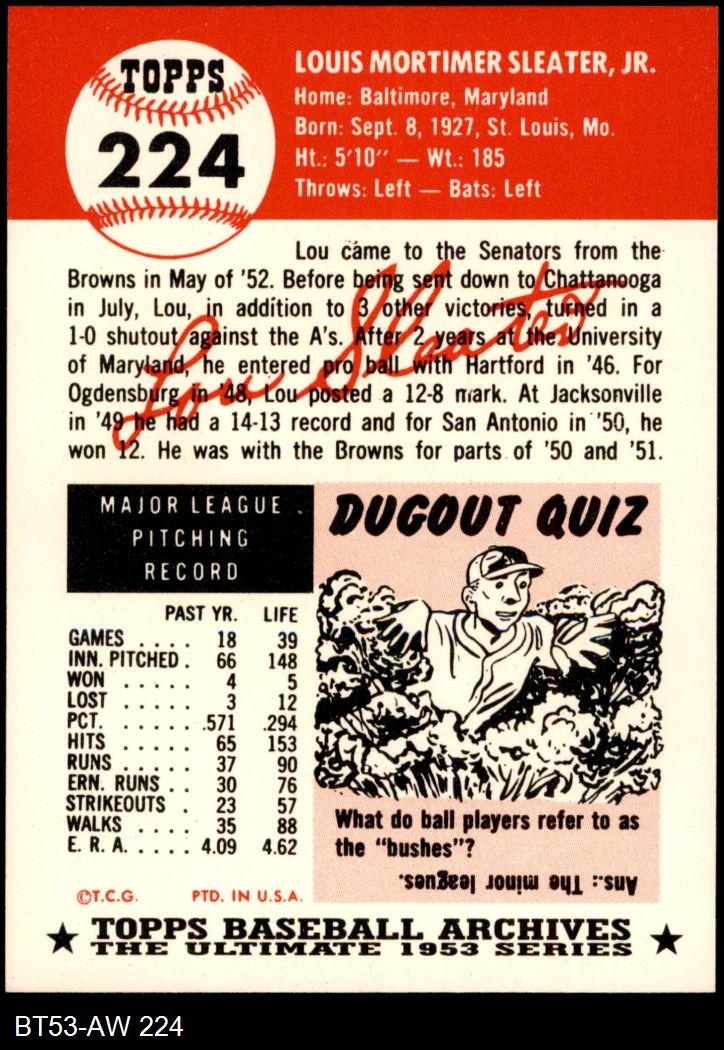 TOPPS
224
LOUIS MORTIMER SLEATER, JR.
Home: Baltimore, Maryland
Born: Sept. 8, 1927, St. Louis, Mo.
Ht.: 5'10'' — Wt.: 185
Throws: Left — Bats: Left
Lou came to the Senators from the
Browns in May of '52. Before being sent down to Chattanooga
in July, Lou, in addition to 3 other victories, turned in a
1-0 shutout against the A's. After 2 years at the University
of Maryland, he entered pro ball with Hartford in '46. For
Ogdensburg in '48, Lou posted a 12-8 mark. At Jacksonville
in '49 he had a 14-13 record and for San Antonio in '50, he
won 12. He was with the Browns for parts of '50 and '51.
Lou Sleater
MAJOR LEAGUE
PITCHING
RECORD
PAST YR. LIFE
GAMES . . . . 18 39
INN. PITCHED . 66 148
WON . . . . . 4 5
LOST . . . . . 3 12
PCT. . . . . . .571 .294
HITS . . . . . 65 153
RUNS . . . . . 37 90
ERN. RUNS . . 30 76
STRIKEOUTS . 23 57
WALKS . . . . 35 88
E. R. A. . . . . . 4.09 4.62
©T.C.G. PTD. IN U.S.A.
DUGOUT QUIZ
What do ball players refer to as
the "bushes"?
Ans.: The minor leagues.
★ TOPPS BASEBALL ARCHIVES ★
THE ULTIMATE 1953 SERIES
BT53-AW 224